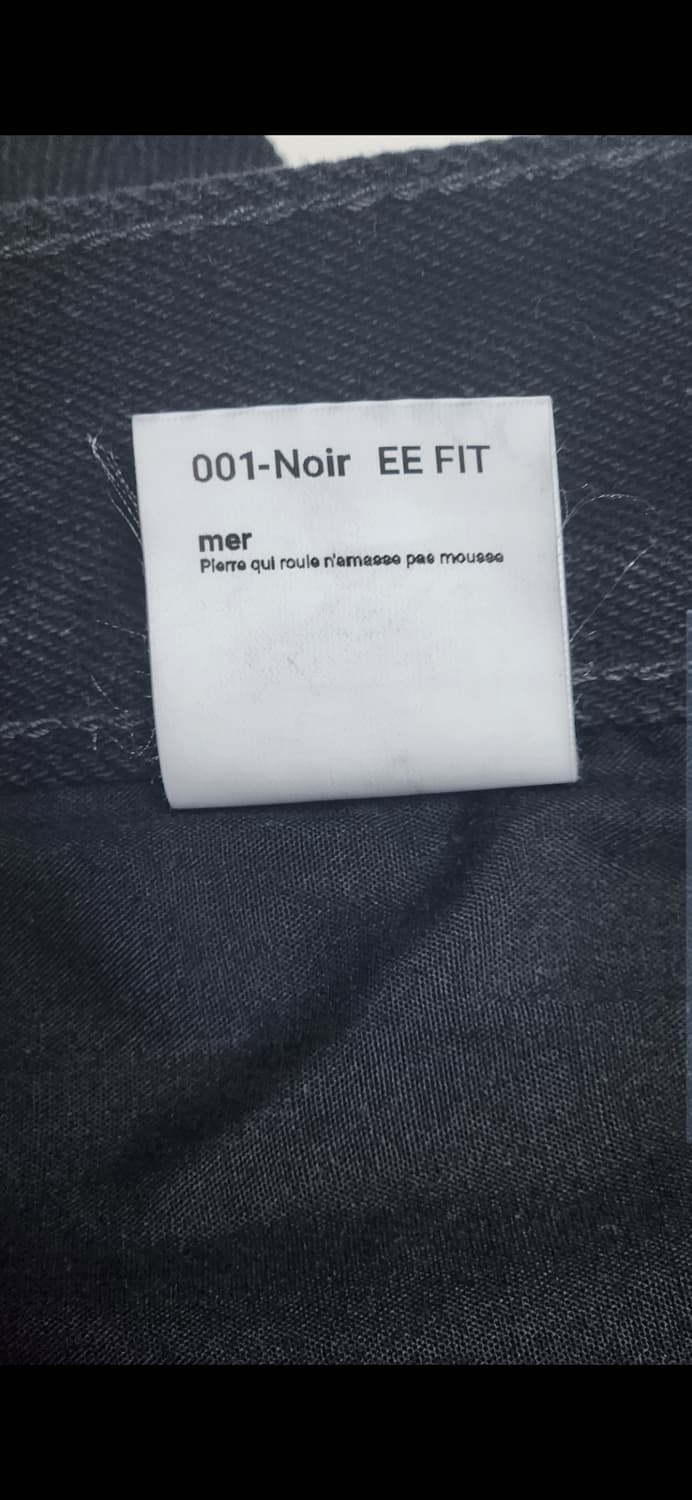 001-Noir EE FIT
mer
Pierre qui roule n'amasse pas mousse